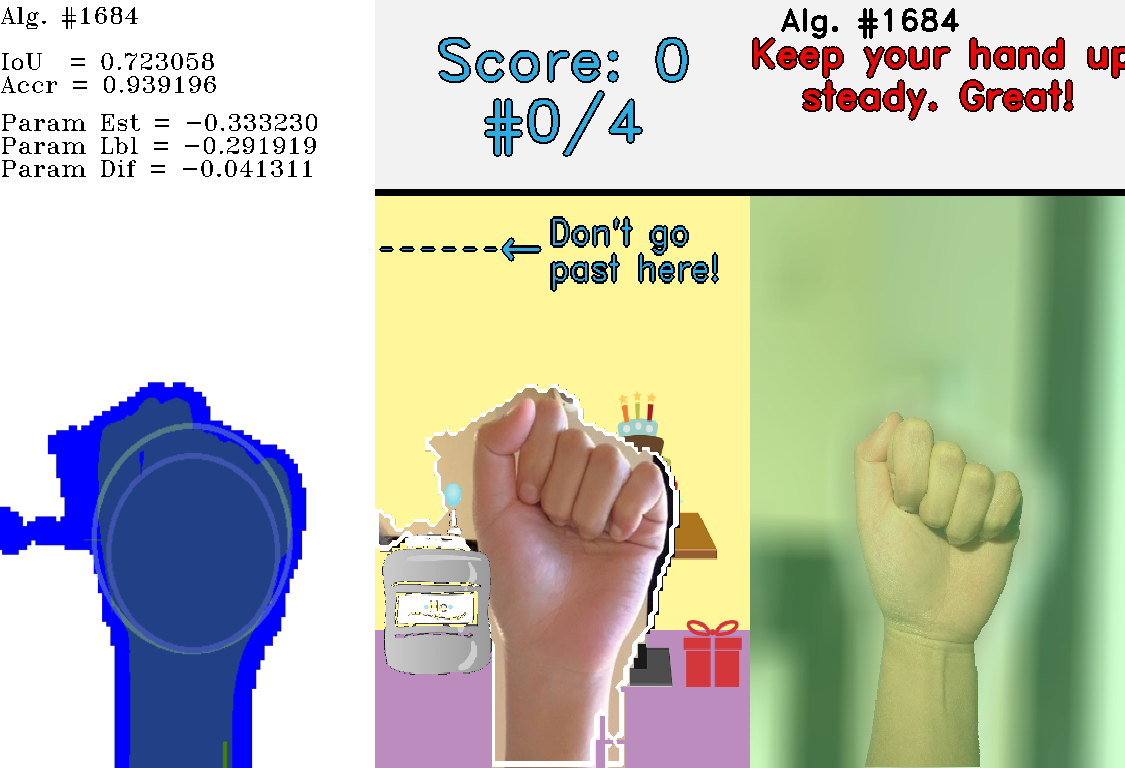 Alg. #1684
IoU = 0.723058
Accr = 0.939196
Param Est = −0.333230
Param Lbl = −0.291919
Param Dif = −0.041311
Score: 0
#0/4
Don't go
past here!
Alg. #1684
Keep your hand up
steady. Great!